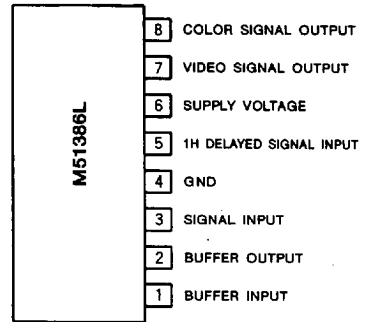 M51386L
8 COLOR SIGNAL OUTPUT
7 VIDEO SIGNAL OUTPUT
6 SUPPLY VOLTAGE
5 1H DELAYED SIGNAL INPUT
4 GND
3 SIGNAL INPUT
2 BUFFER OUTPUT
1 BUFFER INPUT